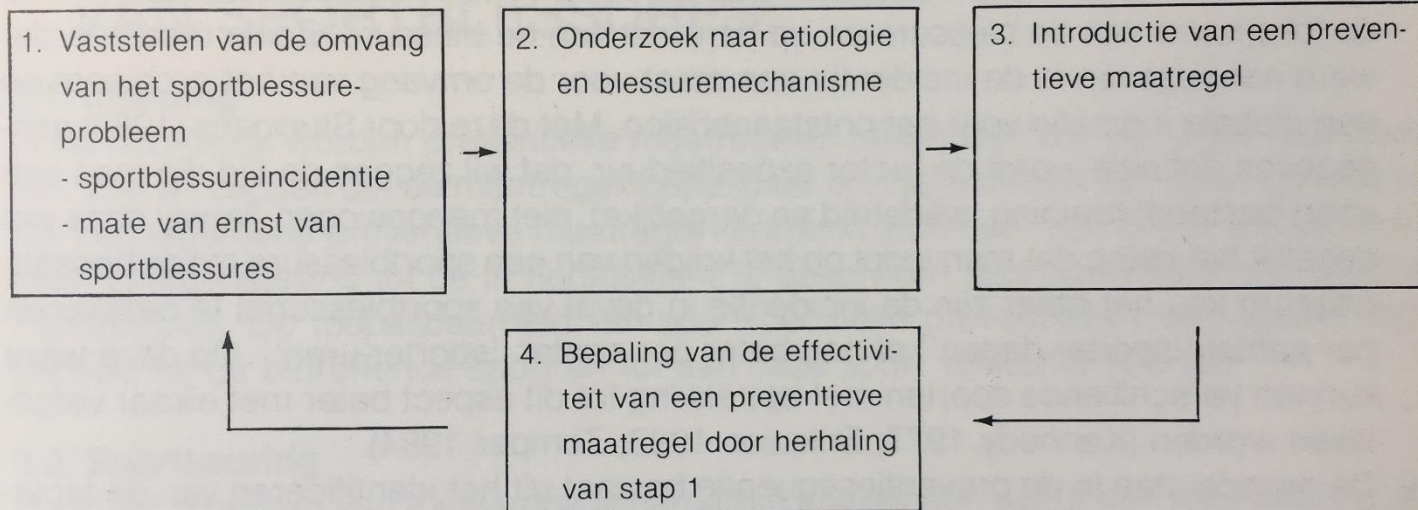 1. Vaststellen van de omvang
van het sportblessure-
probleem
- sportblessureincidentie
- mate van ernst van
sportblessures
2. Onderzoek naar etiologie
en blessuremechanisme
3. Introductie van een preven-
tieve maatregel
4. Bepaling van de effectivi-
teit van een preventieve
maatregel door herhaling
van stap 1